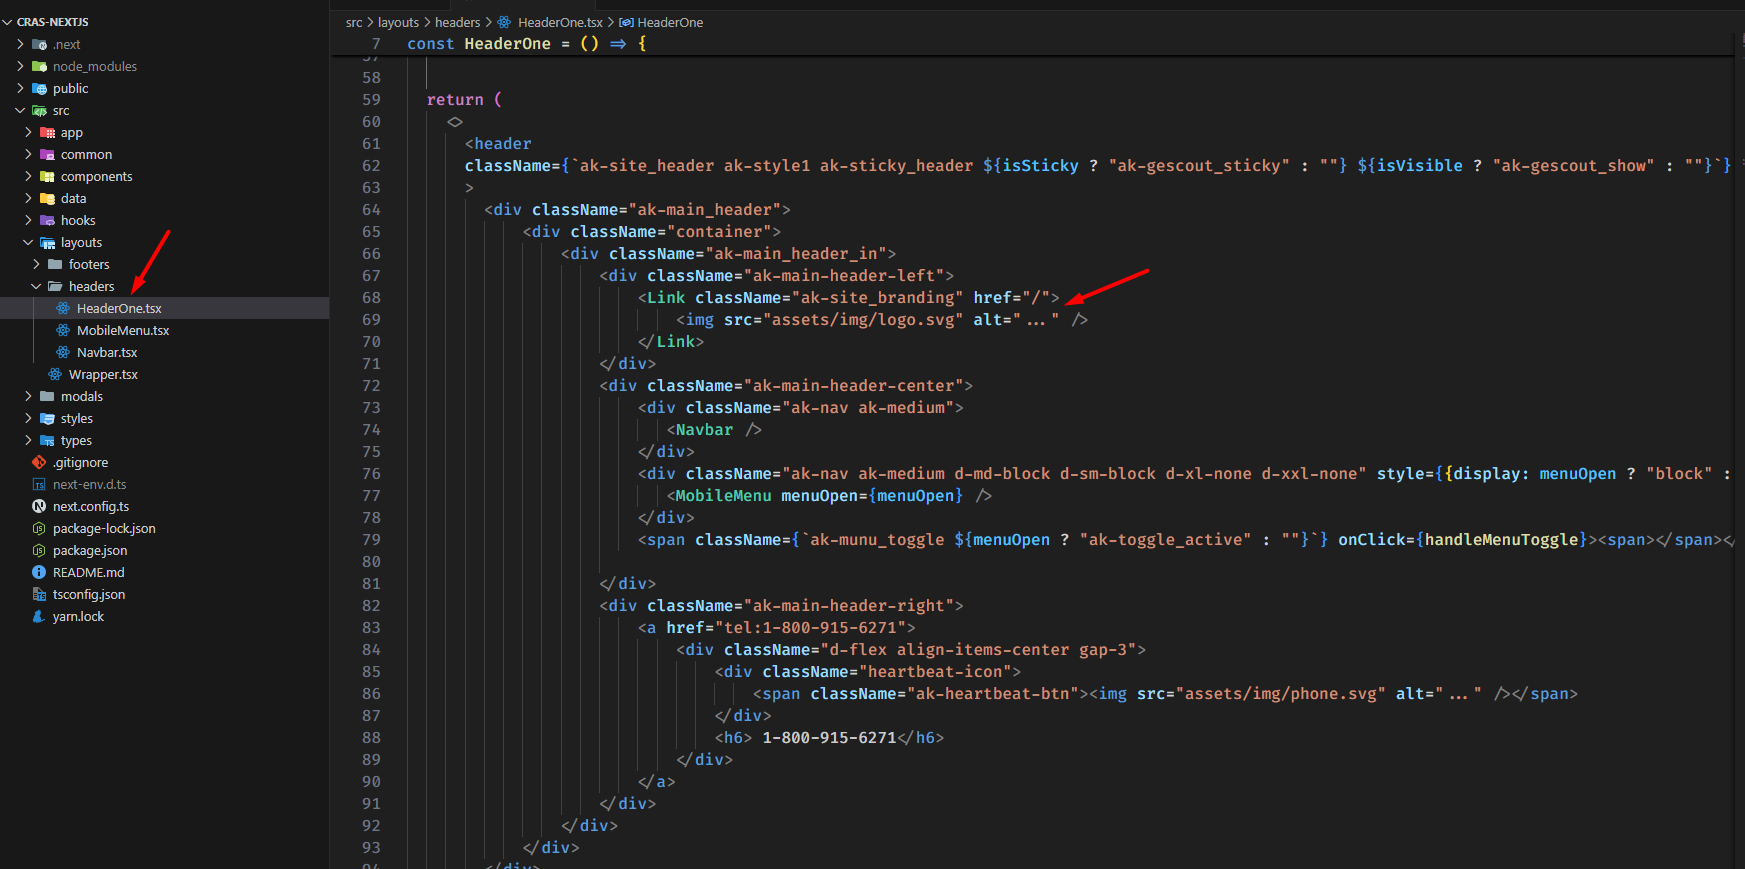 CRAS-NEXTJS
.next
node_modules
public
src
app
common
components
data
hooks
layouts
footers
headers
HeaderOne.tsx
MobileMenu.tsx
Navbar.tsx
Wrapper.tsx
modals
styles
types
.gitignore
next-env.d.ts
next.config.ts
package-lock.json
package.json
README.md
tsconfig.json
yarn.lock
src > layouts > headers > HeaderOne.tsx > HeaderOne
7 const HeaderOne = () => {
57
58
59 return (
60 <>
61 <header
62 className={`ak-site_header ak-style1 ak-sticky_header ${isSticky ? "ak-gescout_sticky" : ""} ${isVisible ? "ak-gescout_show" : ""}`}
63 >
64 <div className="ak-main_header">
65 <div className="container">
66 <div className="ak-main_header_in">
67 <div className="ak-main-header-left">
68 <Link className="ak-site_branding" href="/">
69 <img src="assets/img/logo.svg" alt="..." />
70 </Link>
71 </div>
72 <div className="ak-main-header-center">
73 <div className="ak-nav ak-medium">
74 <Navbar />
75 </div>
76 <div className="ak-nav ak-medium d-md-block d-sm-block d-xl-none d-xxl-none" style={{display: menuOpen ? "block" :
77 <MobileMenu menuOpen={menuOpen} />
78 </div>
79 <span className={`ak-munu_toggle ${menuOpen ? "ak-toggle_active" : ""}`} onClick={handleMenuToggle}><span></span></
80
81 </div>
82 <div className="ak-main-header-right">
83 <a href="tel:1-800-915-6271">
84 <div className="d-flex align-items-center gap-3">
85 <div className="heartbeat-icon">
86 <span className="ak-heartbeat-btn"><img src="assets/img/phone.svg" alt="..." /></span>
87 </div>
88 <h6> 1-800-915-6271</h6>
89 </div>
90 </a>
91 </div>
92 </div>
93 </div>
94 </div>